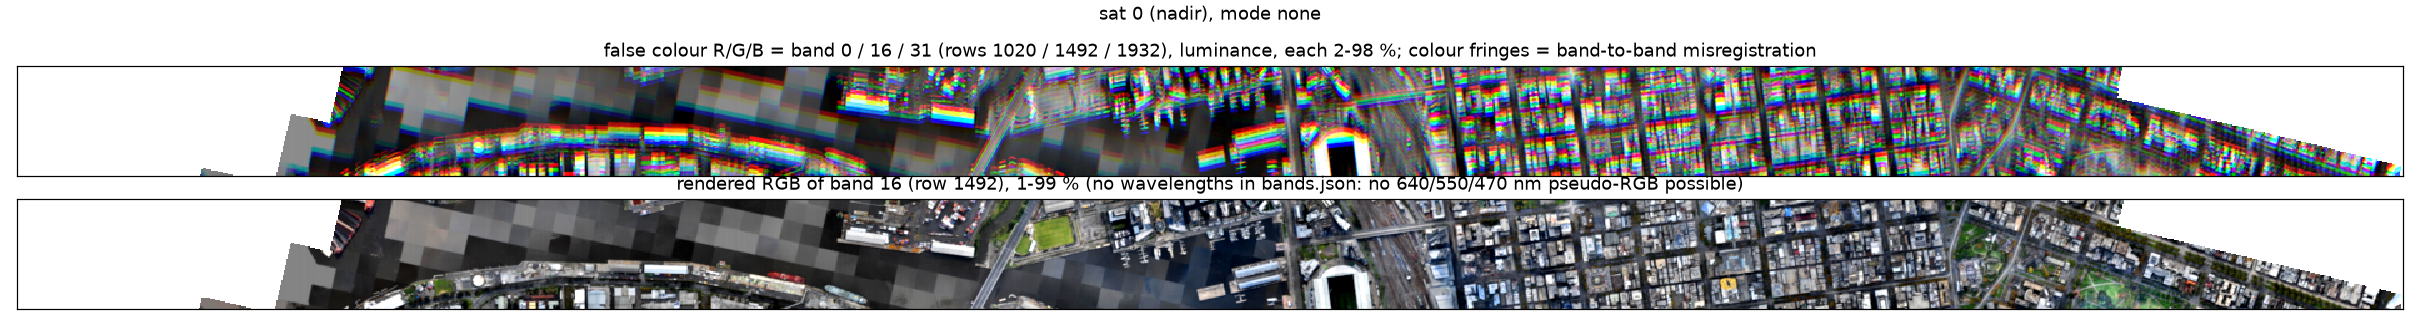 sat 0 (nadir), mode none
false colour R/G/B = band 0 / 16 / 31 (rows 1020 / 1492 / 1932), luminance, each 2-98 %; colour fringes = band-to-band misregistration
rendered RGB of band 16 (row 1492), 1-99 % (no wavelengths in bands.json: no 640/550/470 nm pseudo-RGB possible)